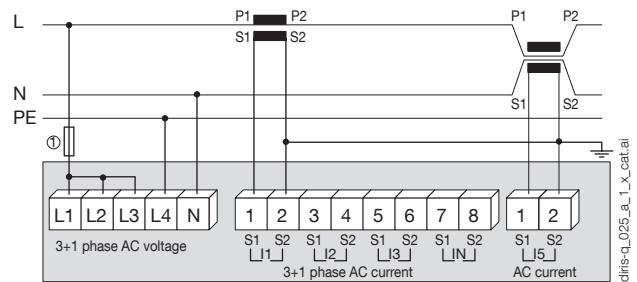 L P1 P2 P1 P2
S1 S2
N
PE S1 S2
①
L1 L2 L3 L4 N 1 2 3 4 5 6 7 8 1 2
S1 S2 S1 S2 S1 S2 S1 S2 S1 S2
I1 I2 I3 IN I5
3+1 phase AC voltage
3+1 phase AC current
AC current
diris-q_025_a_1_x_cat.ai